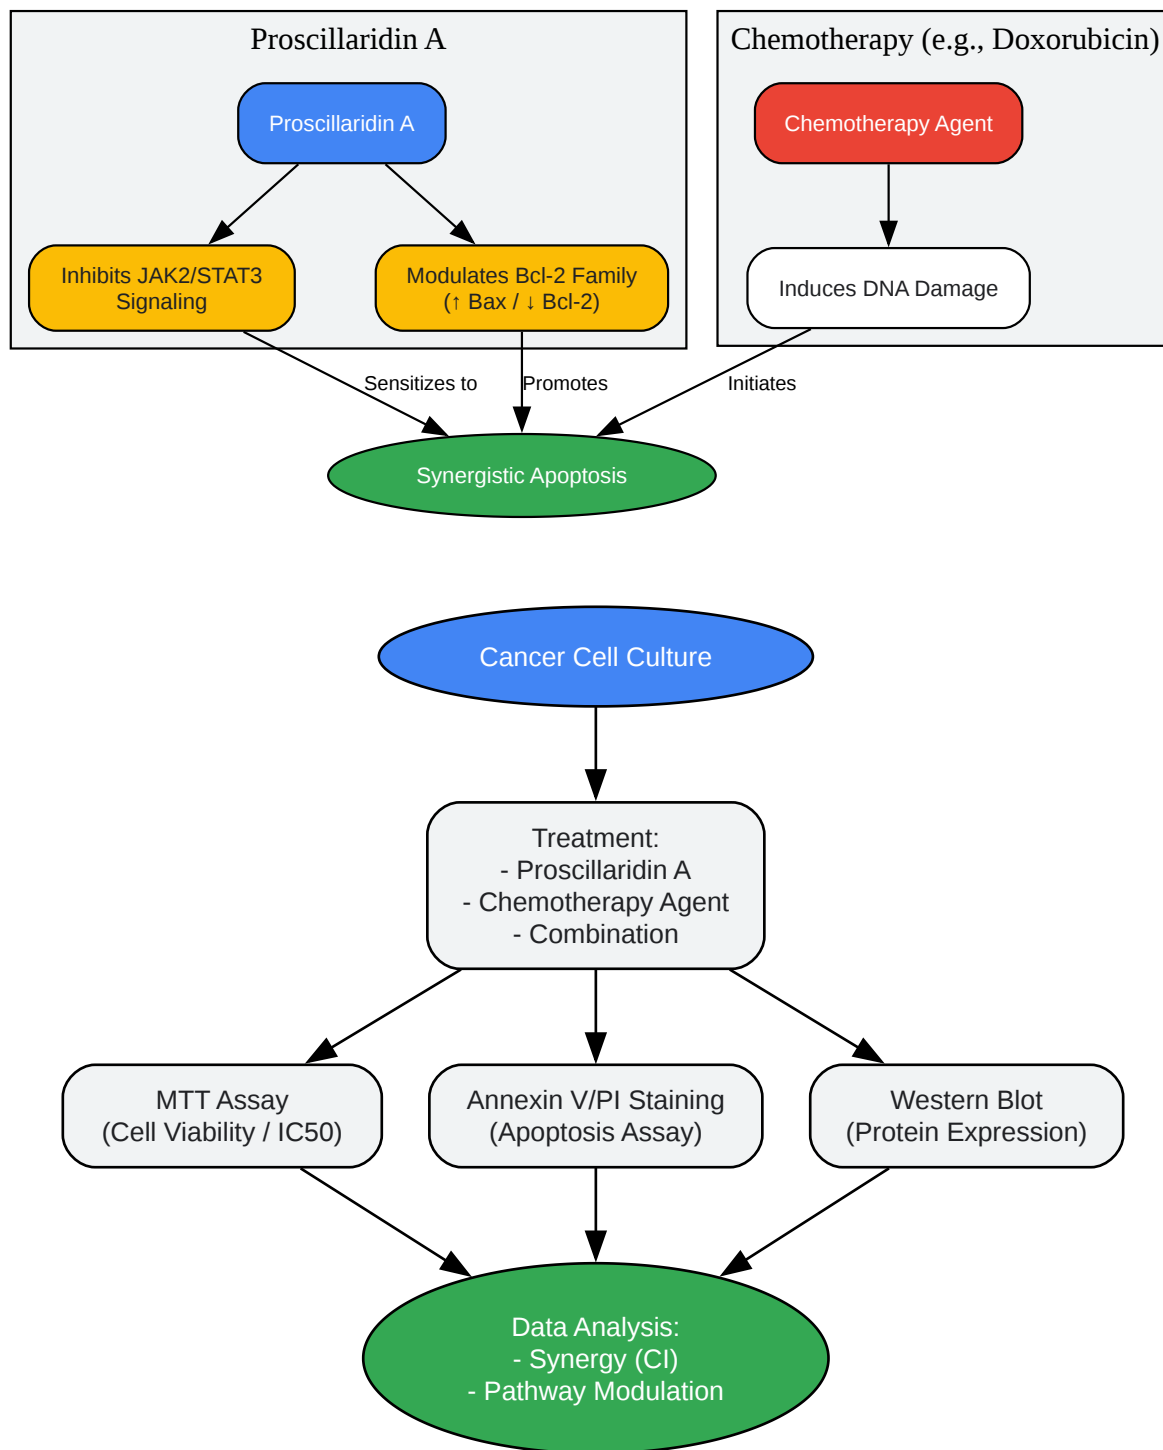 Proscillaridin A
Chemotherapy (e.g., Doxorubicin)
Proscillaridin A
Chemotherapy Agent
Inhibits JAK2/STAT3
Signaling
Modulates Bcl-2 Family
(↑ Bax / ↓ Bcl-2)
Induces DNA Damage
Sensitizes to
Promotes
Initiates
Synergistic Apoptosis
Cancer Cell Culture
Treatment:
- Proscillaridin A
- Chemotherapy Agent
- Combination
MTT Assay
(Cell Viability / IC50)
Annexin V/PI Staining
(Apoptosis Assay)
Western Blot
(Protein Expression)
Data Analysis:
- Synergy (CI)
- Pathway Modulation